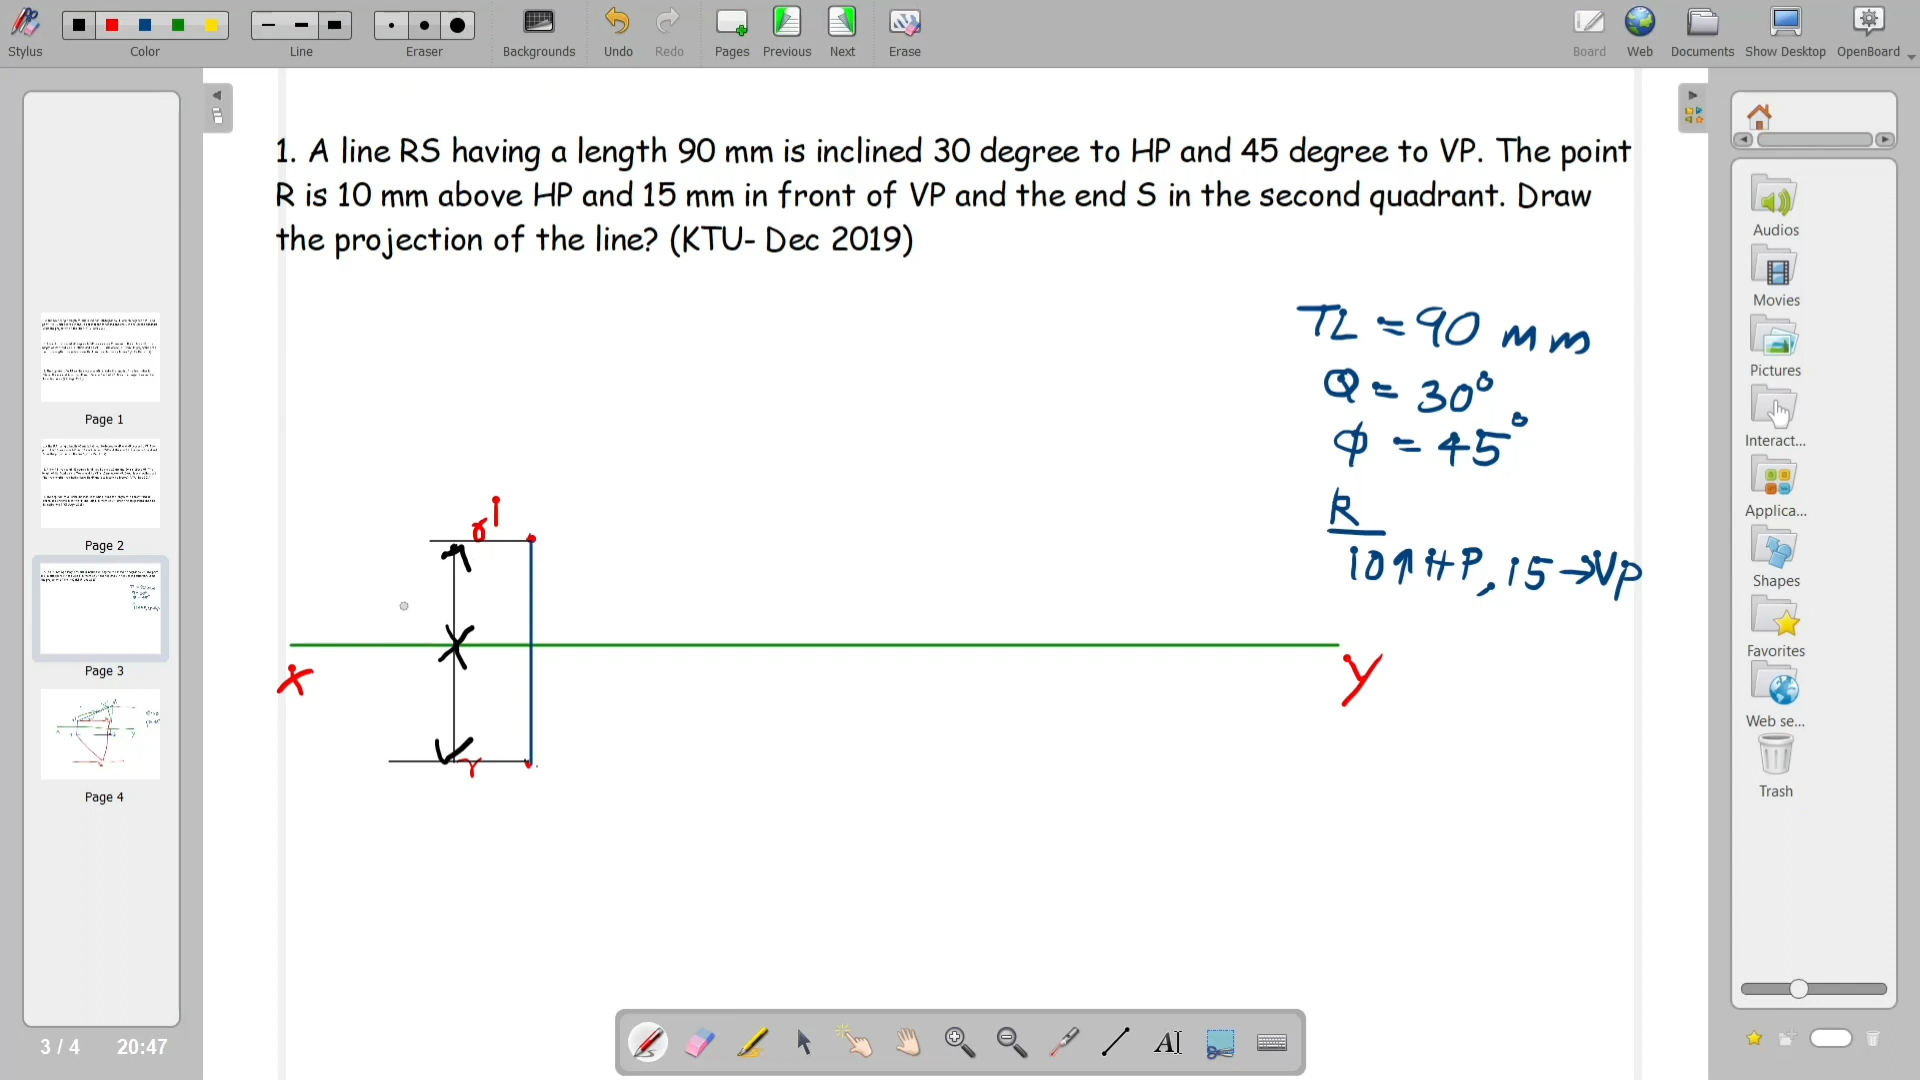 Stylus
Color
Line
Eraser
Backgrounds
Undo
Redo
Pages
Previous
Next
Erase
Board
Web
Documents
Show Desktop
OpenBoard
1. A line RS having a length 90 mm is inclined 30 degree to HP and 45 degree to VP. The point
R is 10 mm above HP and 15 mm in front of VP and the end S in the second quadrant. Draw
the projection of the line? (KTU- Dec 2019)
TL = 90 mm
θ = 30°
ϕ = 45°
R
10↑HP, 15→VP
r'
x
y
r
Page 1
Page 2
Page 3
Page 4
3 / 4
20:47
Audios
Movies
Pictures
Interact...
Applica...
Shapes
Favorites
Web se...
Trash